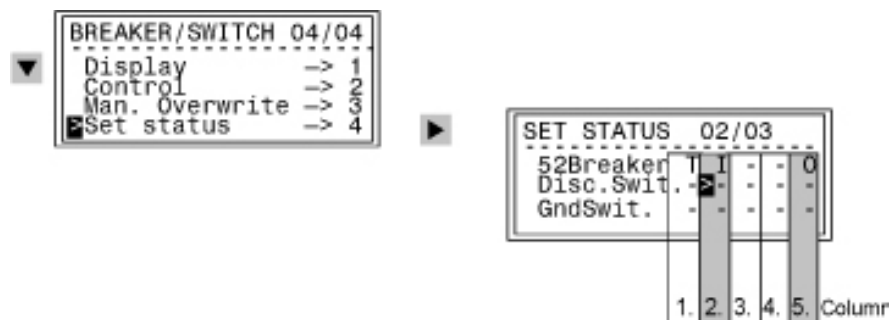 BREAKER/SWITCH 04/04
Display —> 1
Control —> 2
Man. Overwrite —> 3
>Set status —> 4
SET STATUS 02/03
52Breaker T I - - O
Disc.Swit. - >- - - -
GndSwit. - - - - -
1. 2. 3. 4. 5. Column